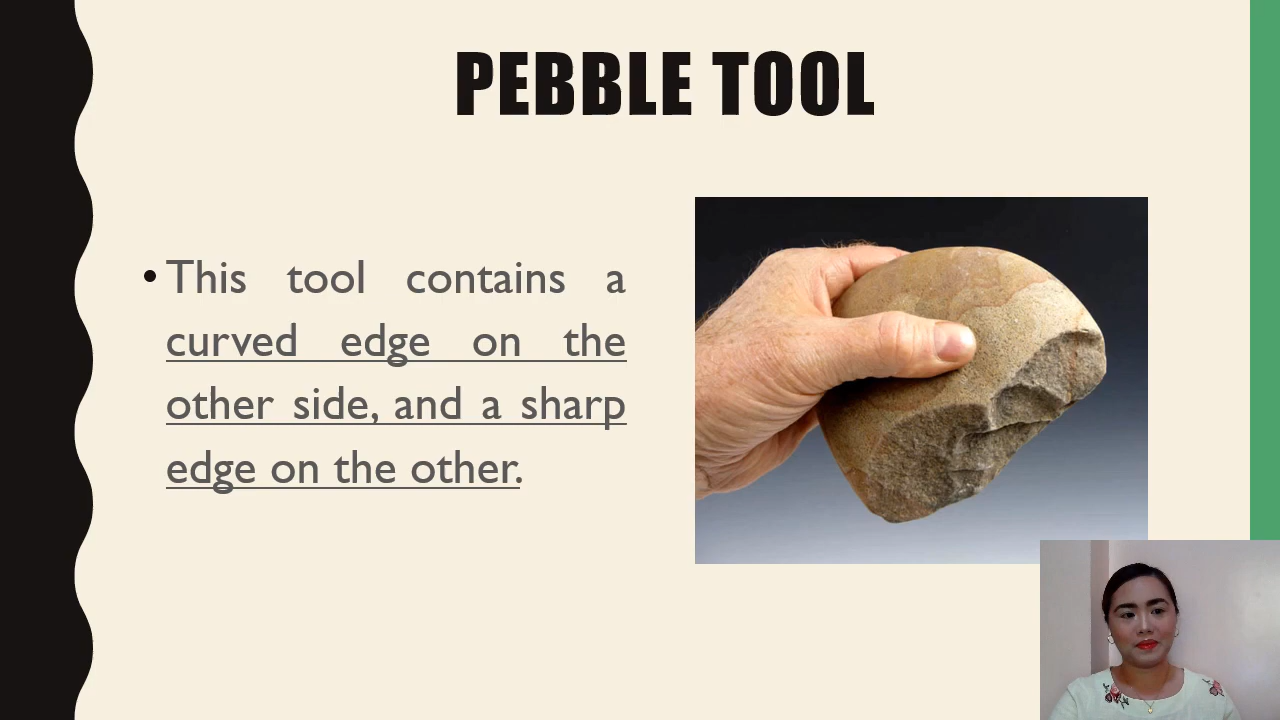 PEBBLE TOOL
• This tool contains a
curved edge on the
other side, and a sharp
edge on the other.